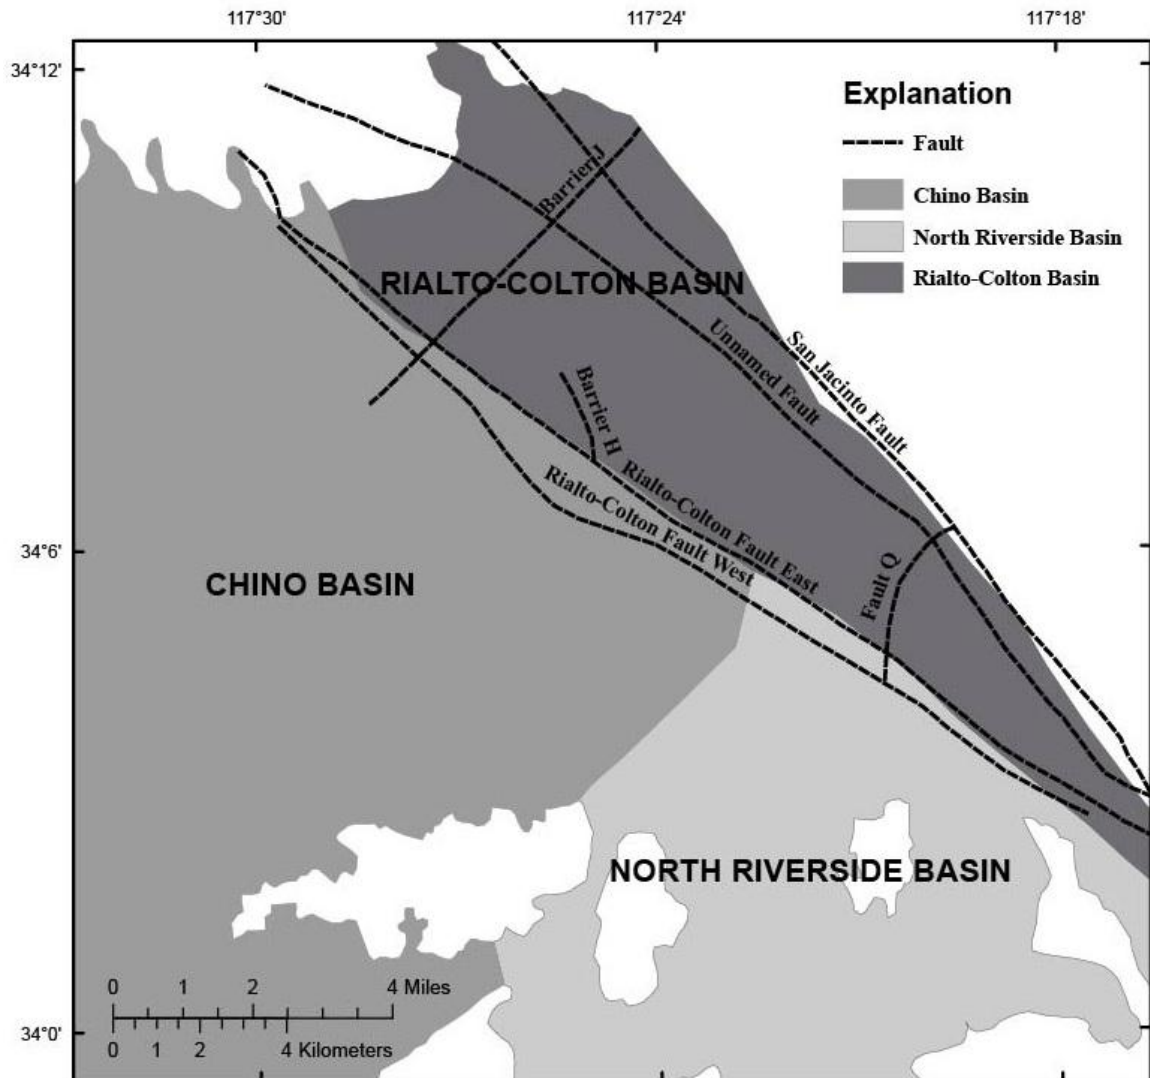 117°30'
117°24'
117°18'
34°12'
Explanation
Fault
Chino Basin
North Riverside Basin
Rialto-Colton Basin
Barrier J
RIALTO-COLTON BASIN
Unnamed Fault
San Jacinto Fault
Barrier H
Rialto-Colton Fault East
Rialto-Colton Fault West
34°6'
Fault Q
CHINO BASIN
NORTH RIVERSIDE BASIN
0 1 2 4 Miles
34°0'
0 1 2 4 Kilometers